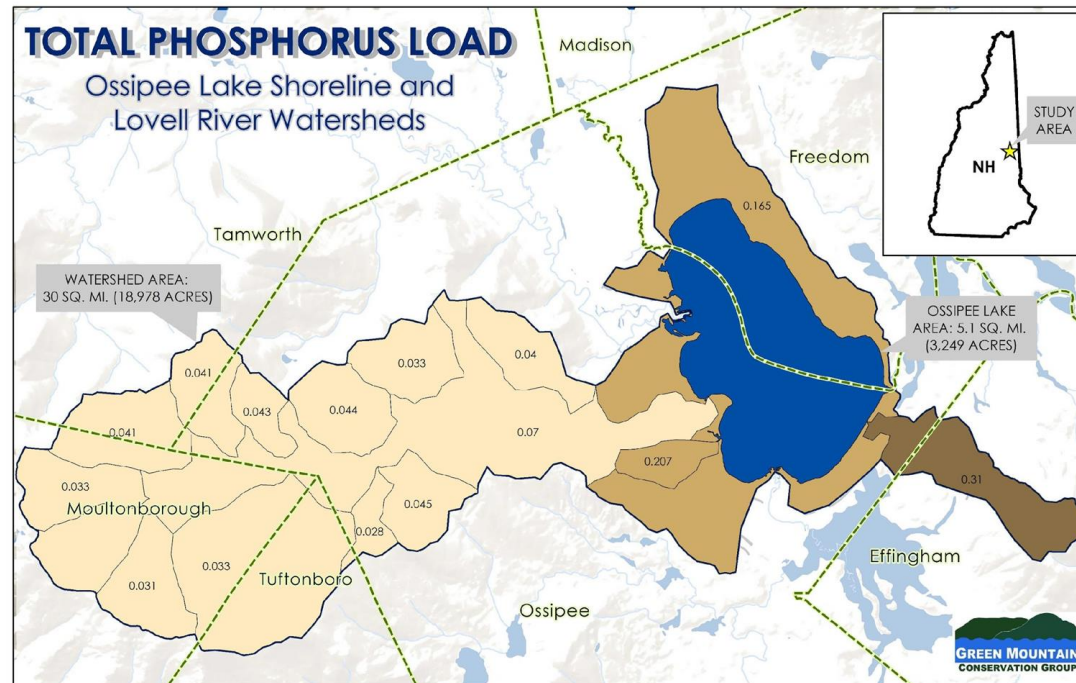 TOTAL PHOSPHORUS LOAD
Ossipee Lake Shoreline and
Lovell River Watersheds
Madison
Freedom
STUDY
AREA
NH
Tamworth
0.165
WATERSHED AREA:
30 SQ. MI. (18,978 ACRES)
OSSIPEE LAKE
AREA: 5.1 SQ. MI.
(3,249 ACRES)
0.041
0.033
0.04
0.043
0.044
0.041
0.07
0.207
0.31
0.033
Moultonborough
0.045
0.028
0.031
0.033
Tuftonboro
Effingham
Ossipee
GREEN MOUNTAIN
CONSERVATION GROUP